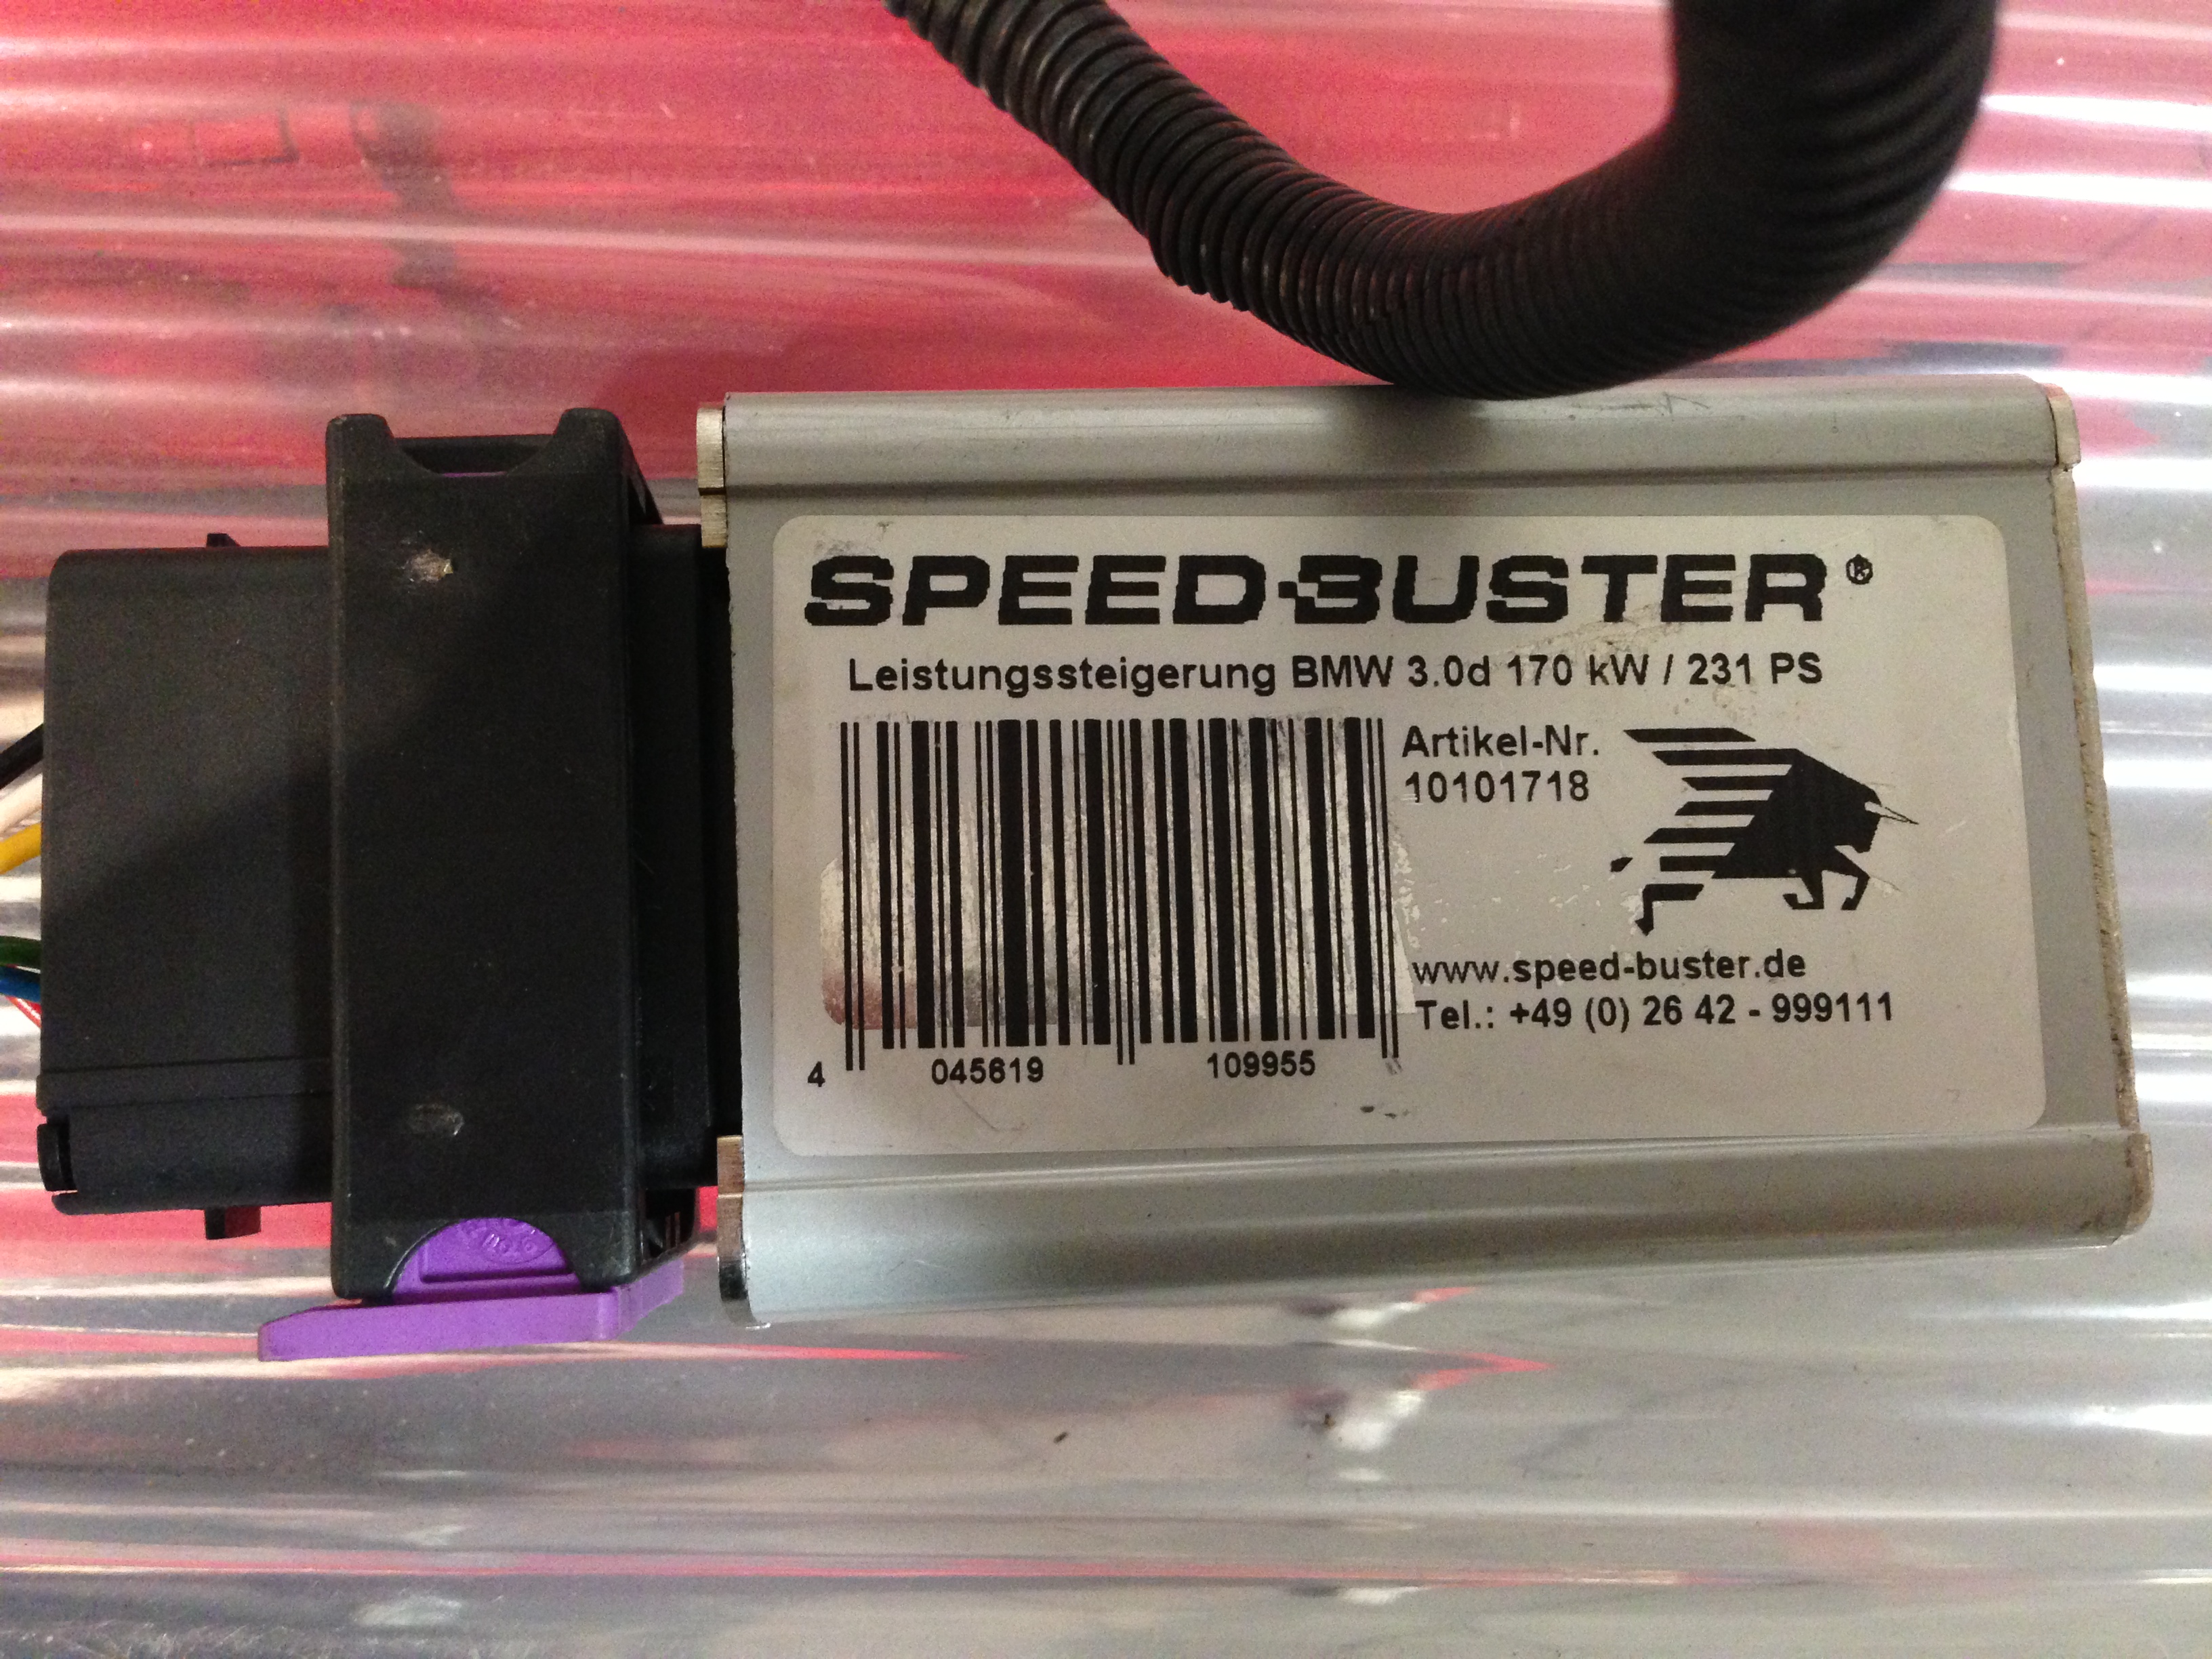 SPEED-BUSTER®
Leistungssteigerung BMW 3.0d 170 kW / 231 PS
Artikel-Nr.
10101718
www.speed-buster.de
Tel.: +49 (0) 26 42 - 999111
4 045619 109955